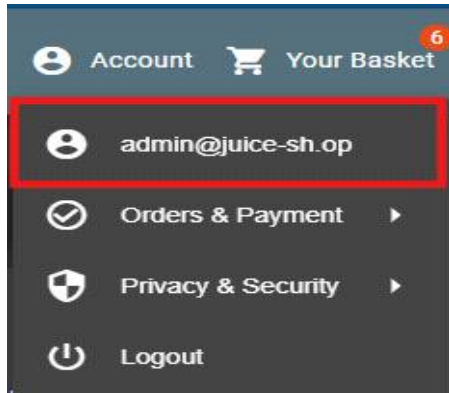 Account Your Basket 6
admin@juice-sh.op
Orders & Payment
Privacy & Security
Logout